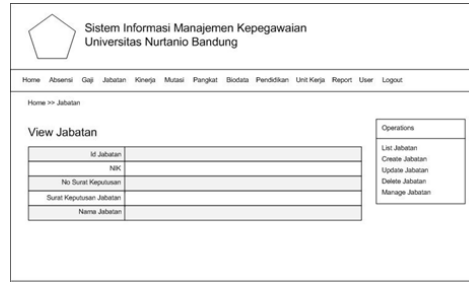 Sistem Informasi Manajemen Kepegawaian
Universitas Nurtanio Bandung
Home Absensi Gaji Jabatan Kinerja Mutasi Pangkat Biodata Pendidikan Unit Kerja Report User Logout
Home >> Jabatan
View Jabatan
Id Jabatan
NIK
No Surat Keputusan
Surat Keputusan Jabatan
Nama Jabatan
Operations
List Jabatan
Create Jabatan
Update Jabatan
Delete Jabatan
Manage Jabatan